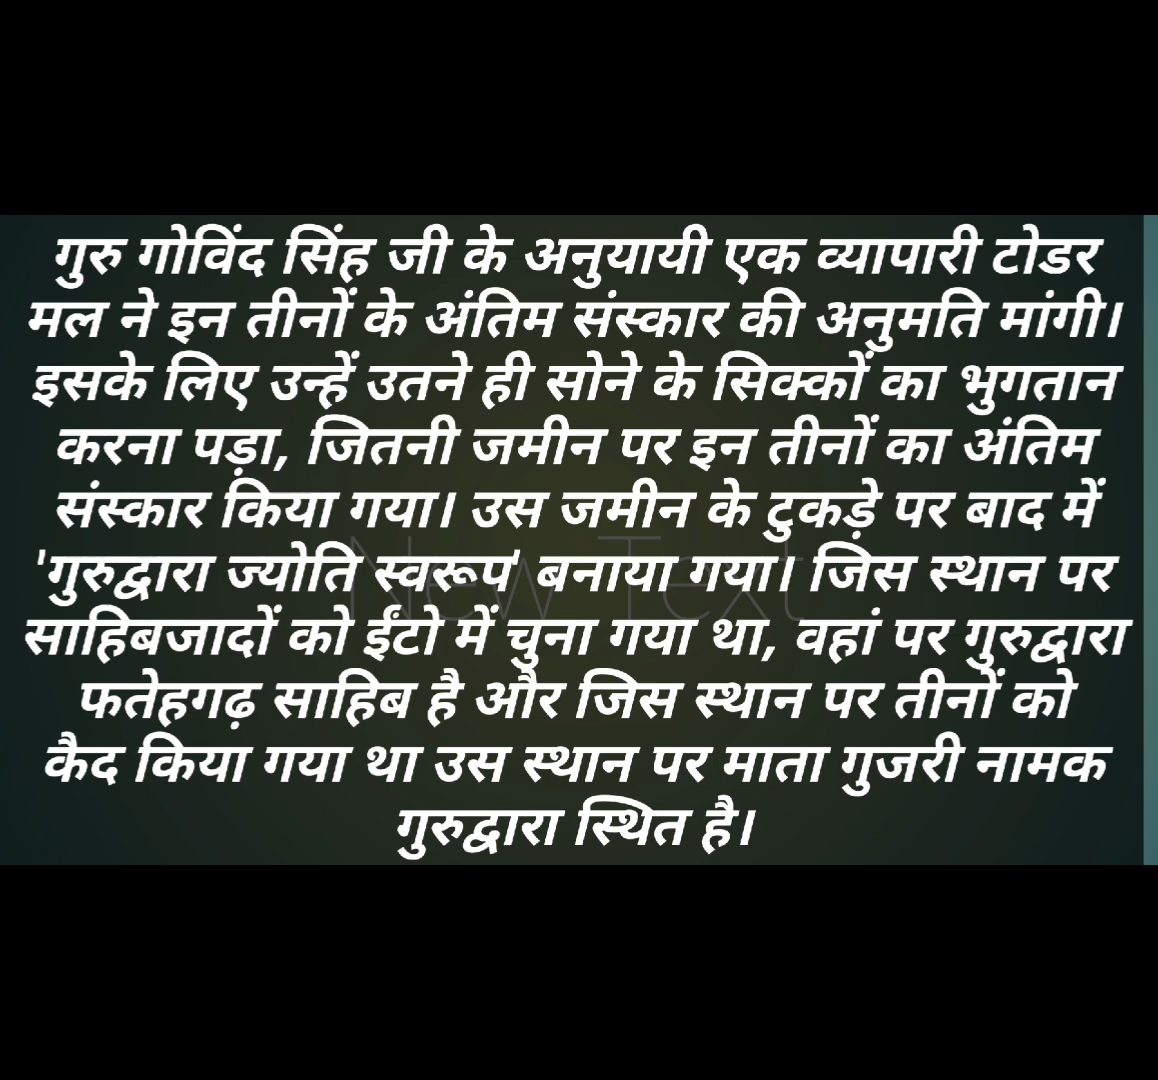 गुरु गोविंद सिंह जी के अनुयायी एक व्यापारी टोडर
मल ने इन तीनों के अंतिम संस्कार की अनुमति मांगी।
इसके लिए उन्हें उतने ही सोने के सिक्कों का भुगतान
करना पड़ा, जितनी जमीन पर इन तीनों का अंतिम
संस्कार किया गया। उस जमीन के टुकड़े पर बाद में
'गुरुद्वारा ज्योति स्वरूप' बनाया गया। जिस स्थान पर
New Text
साहिबजादों को ईंटो में चुना गया था, वहां पर गुरुद्वारा
फतेहगढ़ साहिब है और जिस स्थान पर तीनों को
कैद किया गया था उस स्थान पर माता गुजरी नामक
गुरुद्वारा स्थित है।